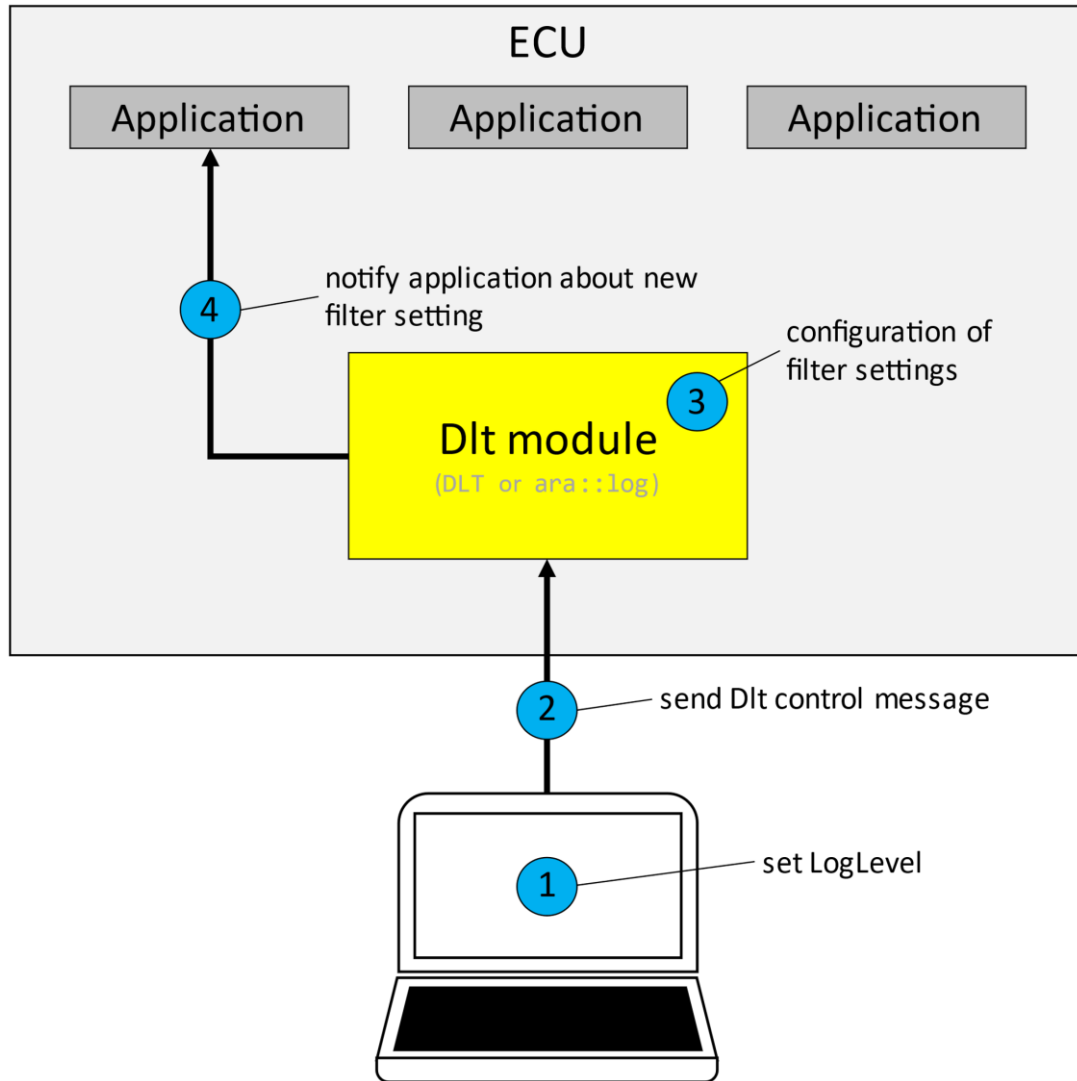 ECU
Application
Application
Application
4
notify application about new
filter setting
configuration of
filter settings
3
Dlt module
(DLT or ara::log)
2
send Dlt control message
1
set LogLevel